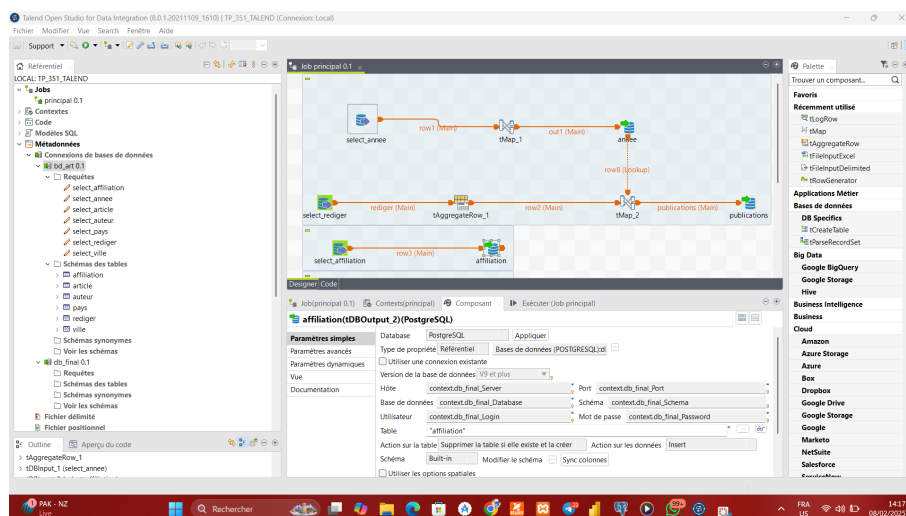 Talend Open Studio for Data Integration (8.0.1.20211109_1610) | TP_351_TALEND (Connexion: Local)
Fichier Modifier Vue Search Fenêtre Aide
Support
Référentiel
LOCAL: TP_351_TALEND
Jobs
principal 0.1
Contextes
Code
Modèles SQL
Métadonnées
Connexions de bases de données
bd_art 0.1
Requêtes
select_affiliation
select_annee
select_article
select_auteur
select_pays
select_rediger
select_ville
Schémas des tables
affiliation
article
auteur
pays
rediger
ville
Schémas synonymes
Voir les schémas
db_final 0.1
Requêtes
Schémas des tables
Schémas synonymes
Voir les schémas
Fichier délimité
Fichier positionnel
Outline Aperçu du code
tAggregateRow_1
tDBInput_1 (select_annee)
Job principal 0.1
select_annee
row1 (Main)
tMap_1
out1 (Main)
annee
row8 (Lookup)
select_rediger
rediger (Main)
tAggregateRow_1
row2 (Main)
tMap_2
publications (Main)
publications
select_affiliation
row3 (Main)
affiliation
Designer Code
Job(principal 0.1) Contexts(principal) Composant Exécuter (Job principal)
affiliation(tDBOutput_2)(PostgreSQL)
Paramètres simples
Paramètres avancés
Paramètres dynamiques
Vue
Documentation
Database PostgreSQL Appliquer
Type de propriété Référentiel Bases de données (POSTGRESQL):d
Utiliser une connexion existante
Version de la base de données V9 et plus
Hôte context.db_final_Server Port context.db_final_Port
Base de données context.db_final_Database Schéma context.db_final_Schema
Utilisateur context.db_final_Login Mot de passe context.db_final_Password
Table "affiliation"
Action sur la table Supprimer la table si elle existe et la créer Action sur les données Insert
Schéma Built-in Modifier le schéma Sync colonnes
Utiliser les options spatiales
Palette
Trouver un composant...
Favoris
Récemment utilisé
tLogRow
tMap
tAggregateRow
tFileInputExcel
tFileInputDelimited
tRowGenerator
Applications Métier
Bases de données
DB Specifics
tCreateTable
tParseRecordSet
Big Data
Google BigQuery
Google Storage
Hive
Business Intelligence
Business
Cloud
Amazon
Azure Storage
Azure
Box
Dropbox
Google Drive
Google Storage
Google
Marketo
NetSuite
Salesforce
ServiceNow
PAK - NZ
Live
Rechercher
99+
FRA
US
14:17
08/02/2025